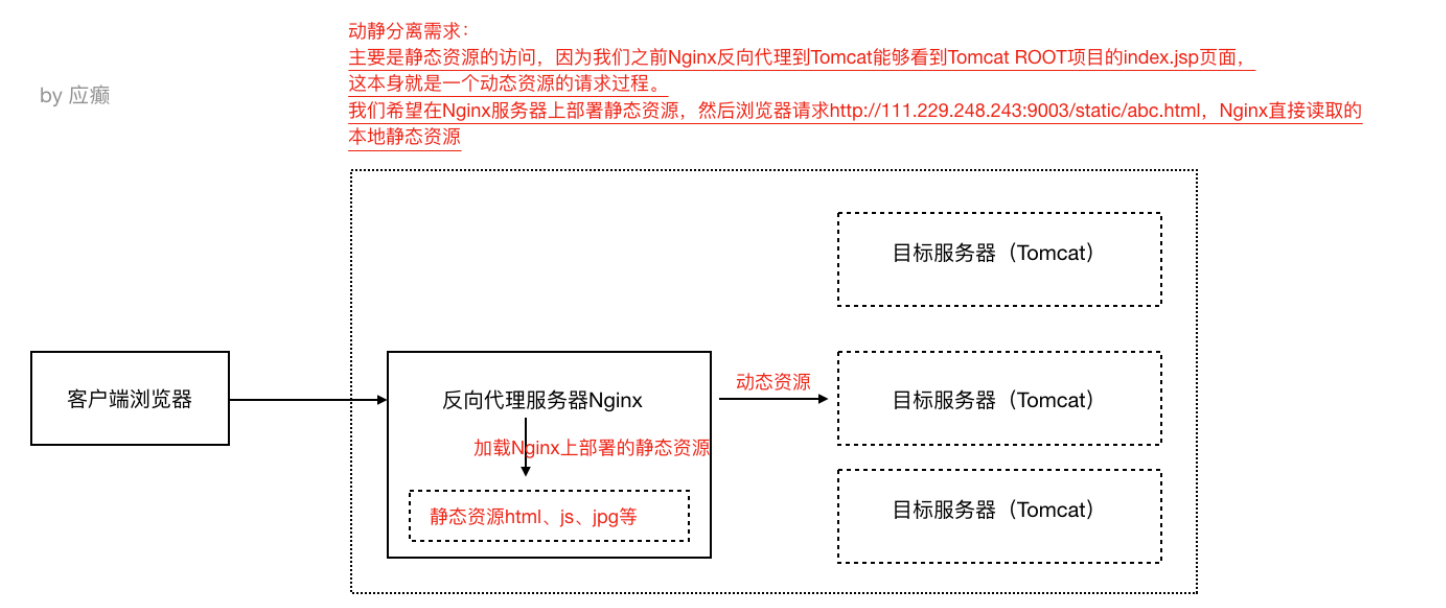 动静分离需求：
主要是静态资源的访问，因为我们之前Nginx反向代理到Tomcat能够看到Tomcat ROOT项目的index.jsp页面，
这本身就是一个动态资源的请求过程。
我们希望在Nginx服务器上部署静态资源，然后浏览器请求http://111.229.248.243:9003/static/abc.html，Nginx直接读取的
本地静态资源
by 应癫
目标服务器（Tomcat）
客户端浏览器
反向代理服务器Nginx
动态资源
目标服务器（Tomcat）
加载Nginx上部署的静态资源
静态资源html、js、jpg等
目标服务器（Tomcat）